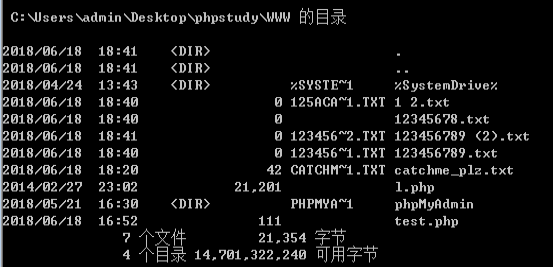 C:\Users\admin\Desktop\phpstudy\WWW 的目录
2018/06/18  18:41    <DIR>                       .
2018/06/18  18:41    <DIR>                       ..
2018/04/24  13:43    <DIR>          %SYSTE~1     %SystemDrive%
2018/06/18  18:40                 0 125ACA~1.TXT 1 2.txt
2018/06/18  18:40                 0              12345678.txt
2018/06/18  18:41                 0 123456~2.TXT 123456789 (2).txt
2018/06/18  18:40                 0 123456~1.TXT 123456789.txt
2018/06/18  18:20                42 CATCHM~1.TXT catchme_plz.txt
2014/02/27  23:02            21,201              l.php
2018/05/21  16:30    <DIR>          PHPMYA~1     phpMyAdmin
2018/06/18  16:52               111              test.php
7 个文件         21,354 字节
4 个目录 14,701,322,240 可用字节